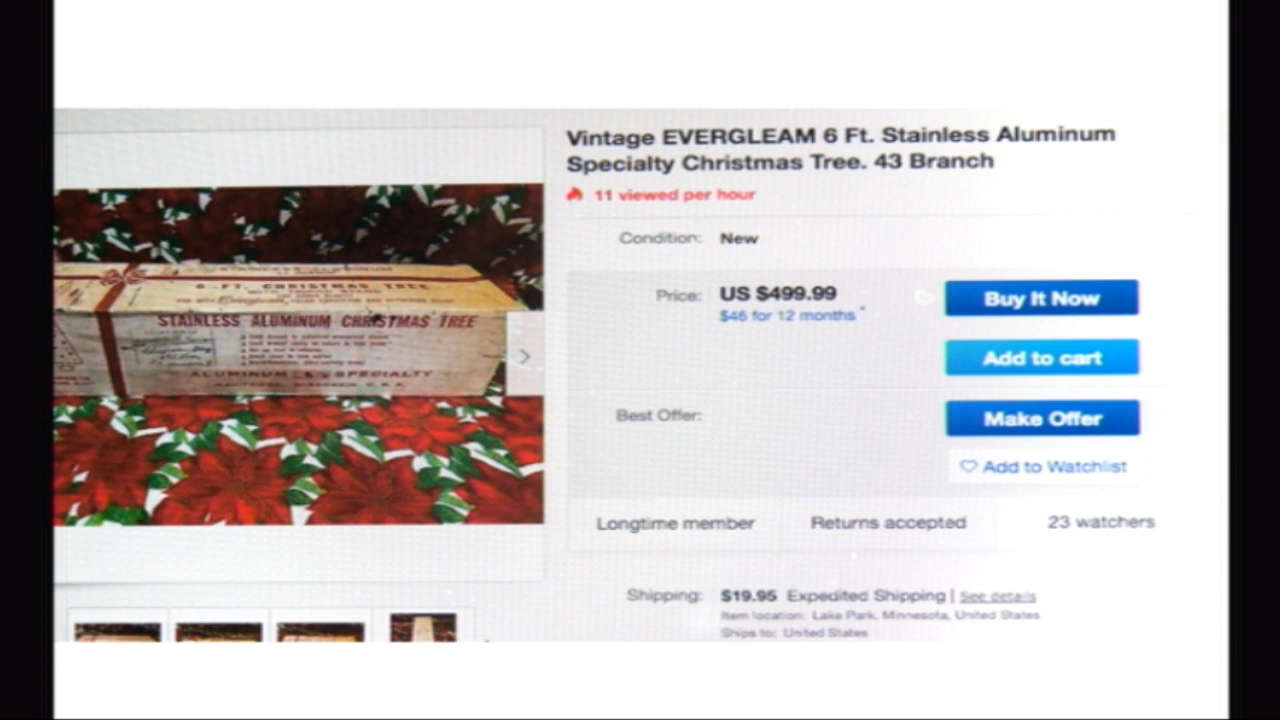 Vintage EVERGLEAM 6 Ft. Stainless Aluminum
Specialty Christmas Tree. 43 Branch
11 viewed per hour
Condition: New
6 FT. CHRISTMAS TREE
STAINLESS ALUMINUM CHRISTMAS TREE
ALUMINUM SPECIALTY
Price: US $499.99 Buy It Now
$46 for 12 months*
Add to cart
Best Offer: Make Offer
Add to Watchlist
Longtime member Returns accepted 23 watchers
Shipping: $19.95 Expedited Shipping | See details
Item location: Lake Park, Minnesota, United States
Ships to: United States